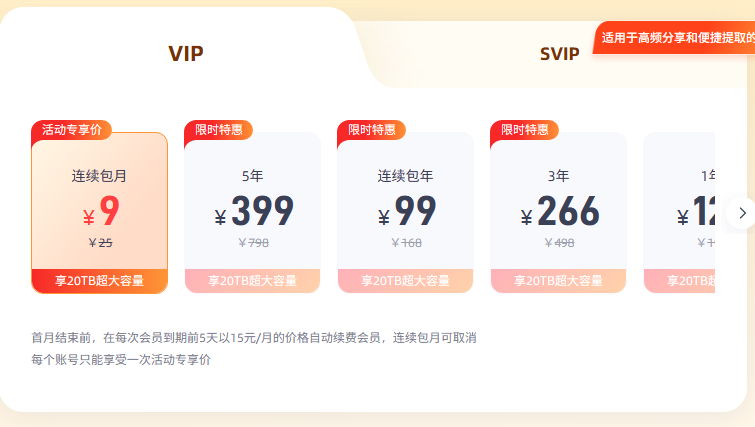 VIP
SVIP
适用于高频分享和便捷提取的
活动专享价
连续包月
¥9
¥25
享20TB超大容量
限时特惠
5年
¥399
¥798
享20TB超大容量
限时特惠
连续包年
¥99
¥168
享20TB超大容量
限时特惠
3年
¥266
¥498
享20TB超大容量
享20TB超
首月结束前，在每次会员到期前5天以15元/月的价格自动续费会员，连续包月可取消
每个账号只能享受一次活动专享价